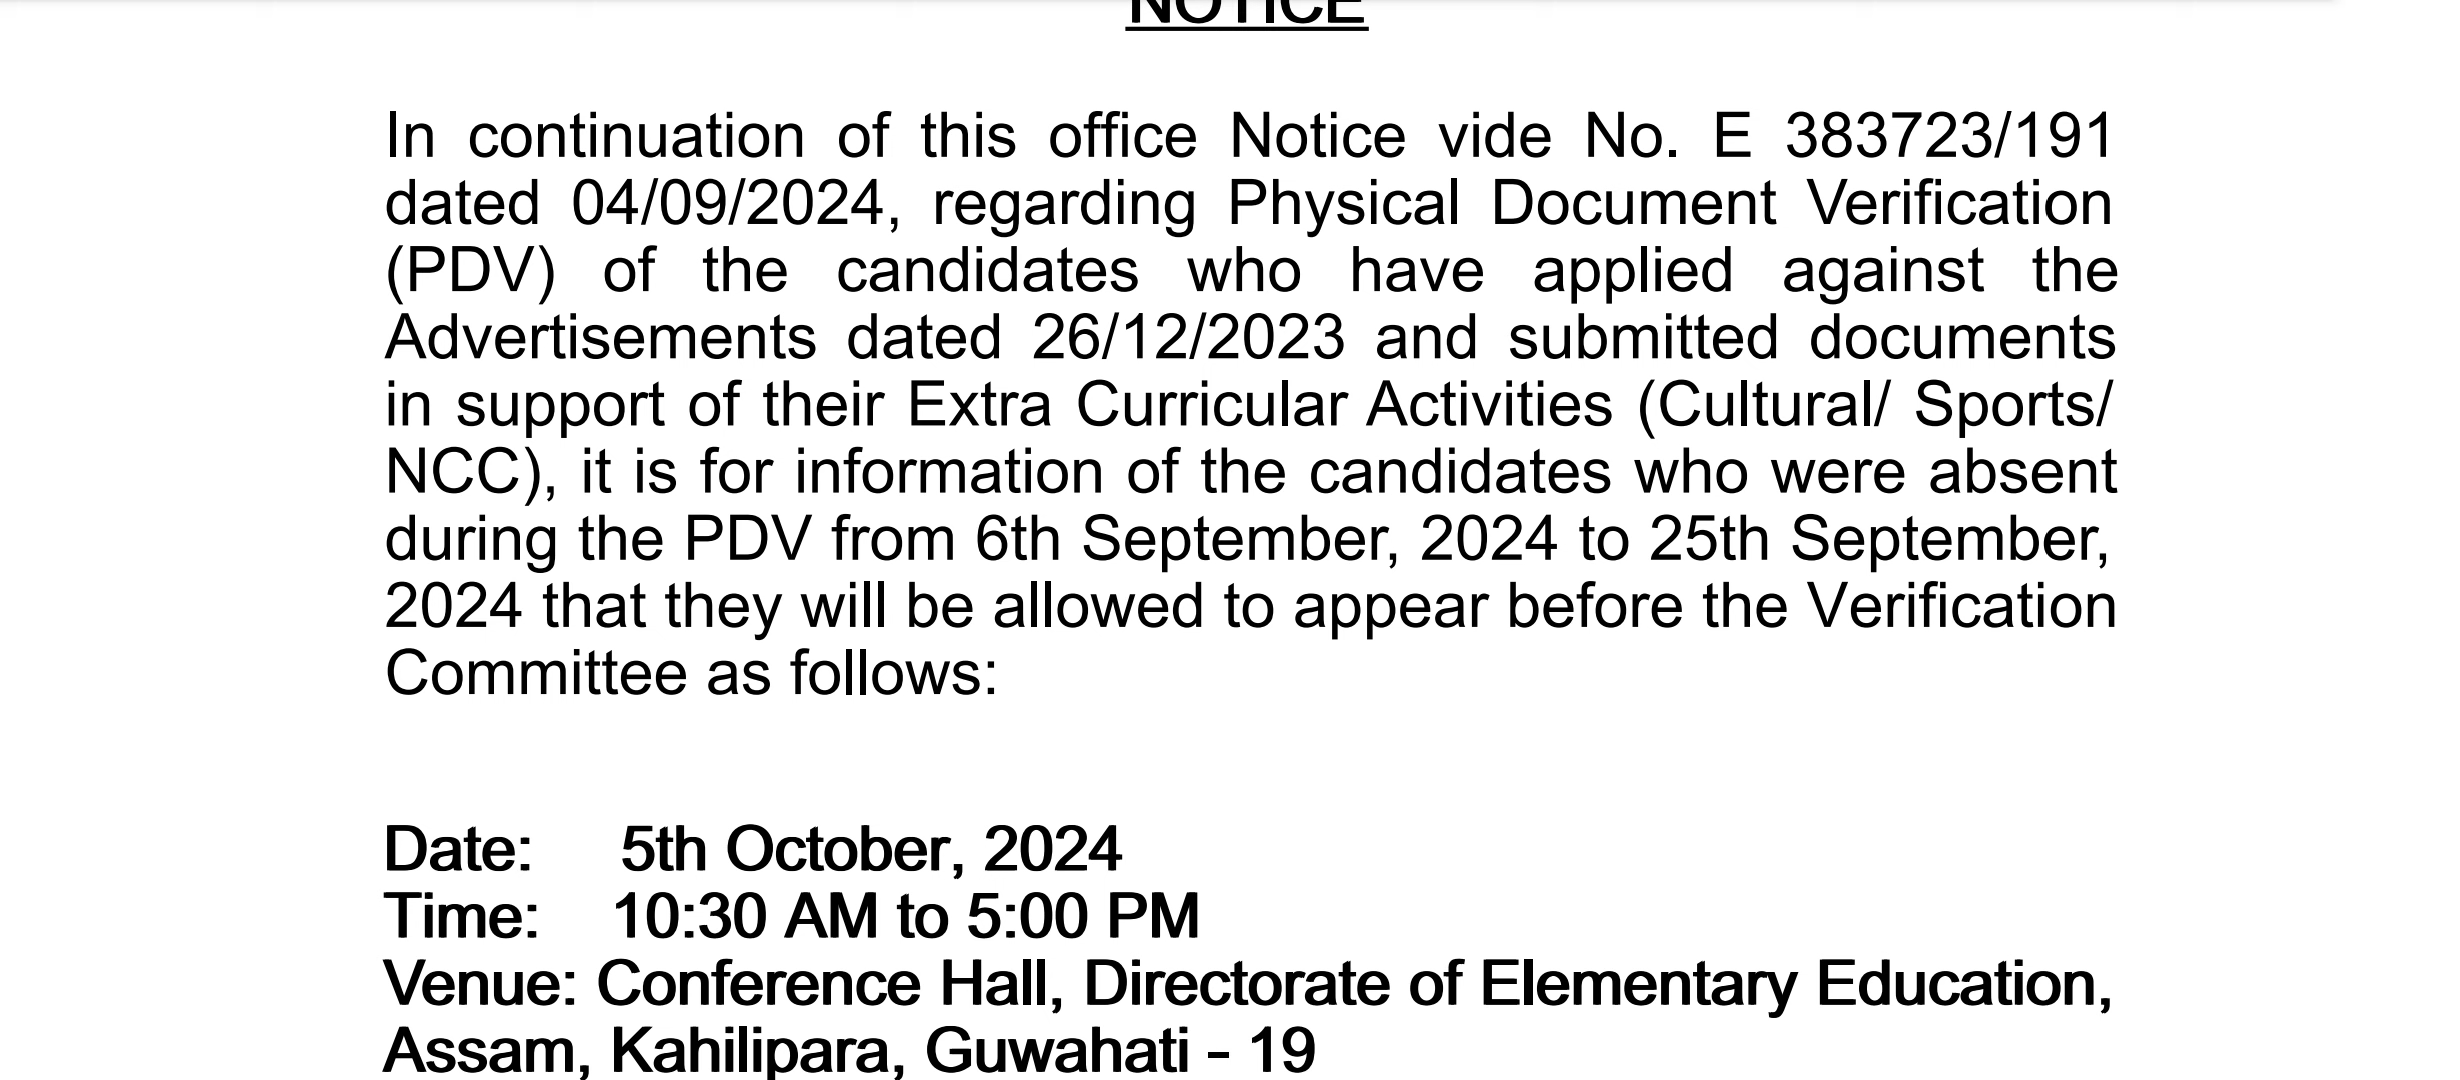 NOTICE
In continuation of this office Notice vide No. E 383723/191
dated 04/09/2024, regarding Physical Document Verification
(PDV) of the candidates who have applied against the
Advertisements dated 26/12/2023 and submitted documents
in support of their Extra Curricular Activities (Cultural/ Sports/
NCC), it is for information of the candidates who were absent
during the PDV from 6th September, 2024 to 25th September,
2024 that they will be allowed to appear before the Verification
Committee as follows:
Date: 5th October, 2024
Time: 10:30 AM to 5:00 PM
Venue: Conference Hall, Directorate of Elementary Education,
Assam, Kahilipara, Guwahati - 19